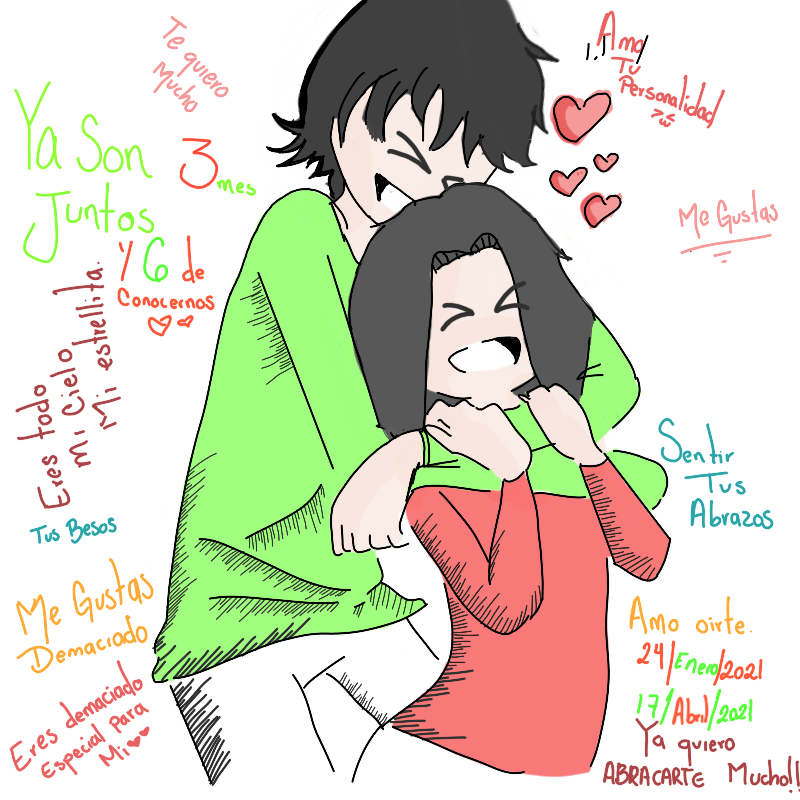 Te quiero
Mucho
Ya Son
Juntos
3
mes
Y 6 de
Conocernos
Eres todo
Mi Cielo
Mi estrellita.
Tus Besos
Me Gustas
Demaciado
Eres demaciado
Especial para
Mi
Amo
Tu
Personalidad
Me Gustas
Sentir
Tus
Abrazos
Amo oirte.
24/Enero/2021
17/Abril/2021
Ya quiero
ABRACARTE Mucho!!